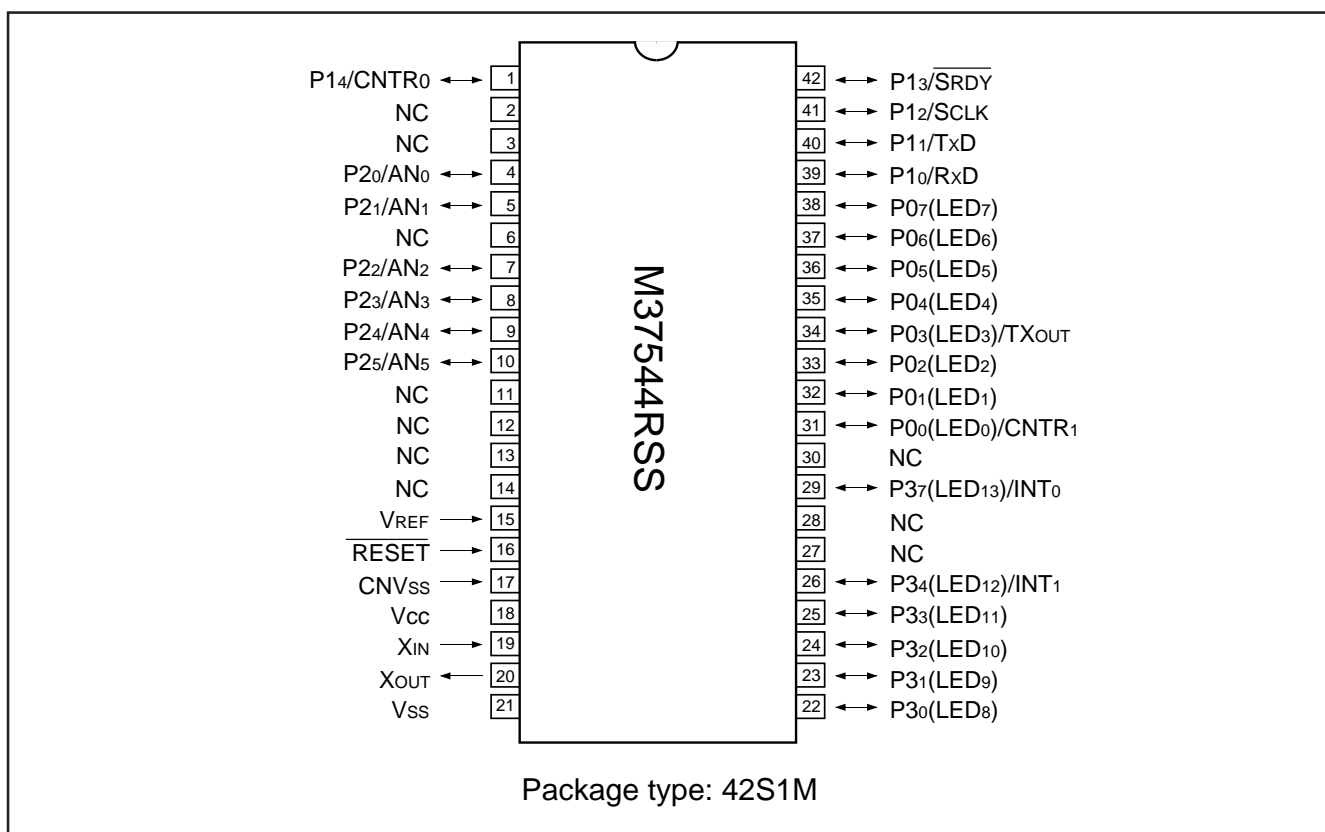 P14/CNTR0 1 42 P13/SRDY
NC 2 41 P12/SCLK
NC 3 40 P11/TxD
P20/AN0 4 39 P10/RxD
P21/AN1 5 38 P07(LED7)
NC 6 37 P06(LED6)
P22/AN2 7 36 P05(LED5)
P23/AN3 8 35 P04(LED4)
P24/AN4 9 34 P03(LED3)/TXOUT
P25/AN5 10 33 P02(LED2)
NC 11 32 P01(LED1)
NC 12 31 P00(LED0)/CNTR1
NC 13 30 NC
NC 14 29 P37(LED13)/INT0
VREF 15 28 NC
RESET 16 27 NC
CNVSS 17 26 P34(LED12)/INT1
Vcc 18 25 P33(LED11)
XIN 19 24 P32(LED10)
XOUT 20 23 P31(LED9)
Vss 21 22 P30(LED8)
M37544RSS
Package type: 42S1M